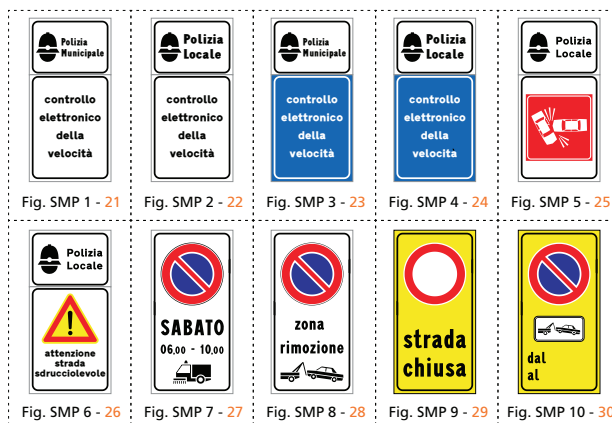 Polizia
Municipale
controllo
elettronico
della
velocità
Fig. SMP 1 - 21
Polizia
Locale
controllo
elettronico
della
velocità
Fig. SMP 2 - 22
Polizia
Municipale
controllo
elettronico
della
velocità
Fig. SMP 3 - 23
Polizia
Locale
controllo
elettronico
della
velocita
Fig. SMP 4 - 24
Polizia
Locale
Fig. SMP 5 - 25
Polizia
Locale
attenzione
strada
sdrucciolevole
Fig. SMP 6 - 26
SABATO
06,00 - 10,00
Fig. SMP 7 - 27
zona
rimozione
Fig. SMP 8 - 28
strada
chiusa
Fig. SMP 9 - 29
dal
al
Fig. SMP 10 - 30